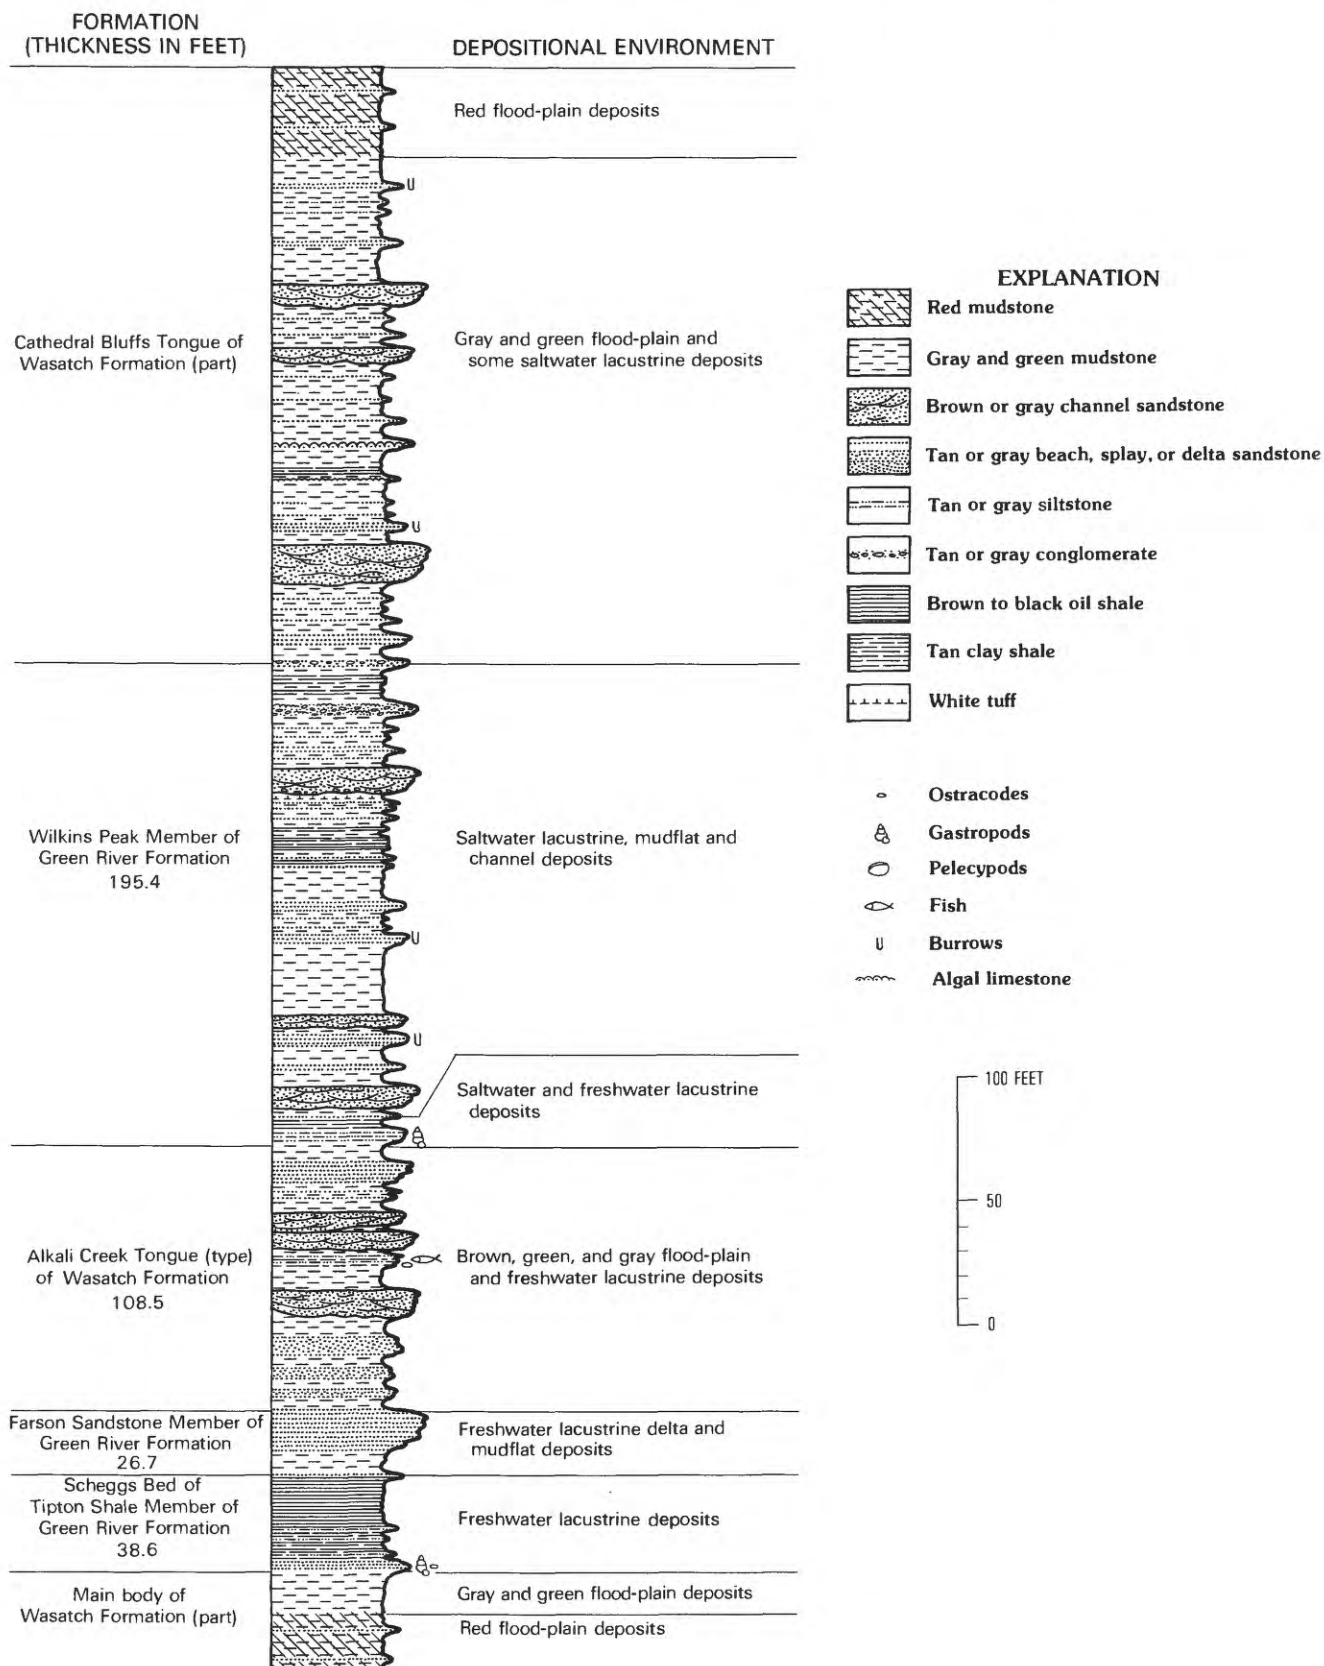 FORMATION
(THICKNESS IN FEET)
DEPOSITIONAL ENVIRONMENT
Red flood-plain deposits
Cathedral Bluffs Tongue of
Wasatch Formation (part)
Gray and green flood-plain and
some saltwater lacustrine deposits
Wilkins Peak Member of
Green River Formation
195.4
Saltwater lacustrine, mudflat and
channel deposits
Saltwater and freshwater lacustrine
deposits
Alkali Creek Tongue (type)
of Wasatch Formation
108.5
Brown, green, and gray flood-plain
and freshwater lacustrine deposits
Farson Sandstone Member of
Green River Formation
26.7
Freshwater lacustrine delta and
mudflat deposits
Scheggs Bed of
Tipton Shale Member of
Green River Formation
38.6
Freshwater lacustrine deposits
Main body of
Wasatch Formation (part)
Gray and green flood-plain deposits
Red flood-plain deposits
EXPLANATION
Red mudstone
Gray and green mudstone
Brown or gray channel sandstone
Tan or gray beach, splay, or delta sandstone
Tan or gray siltstone
Tan or gray conglomerate
Brown to black oil shale
Tan clay shale
White tuff
Ostracodes
Gastropods
Pelecypods
Fish
Burrows
Algal limestone
100 FEET
50
0